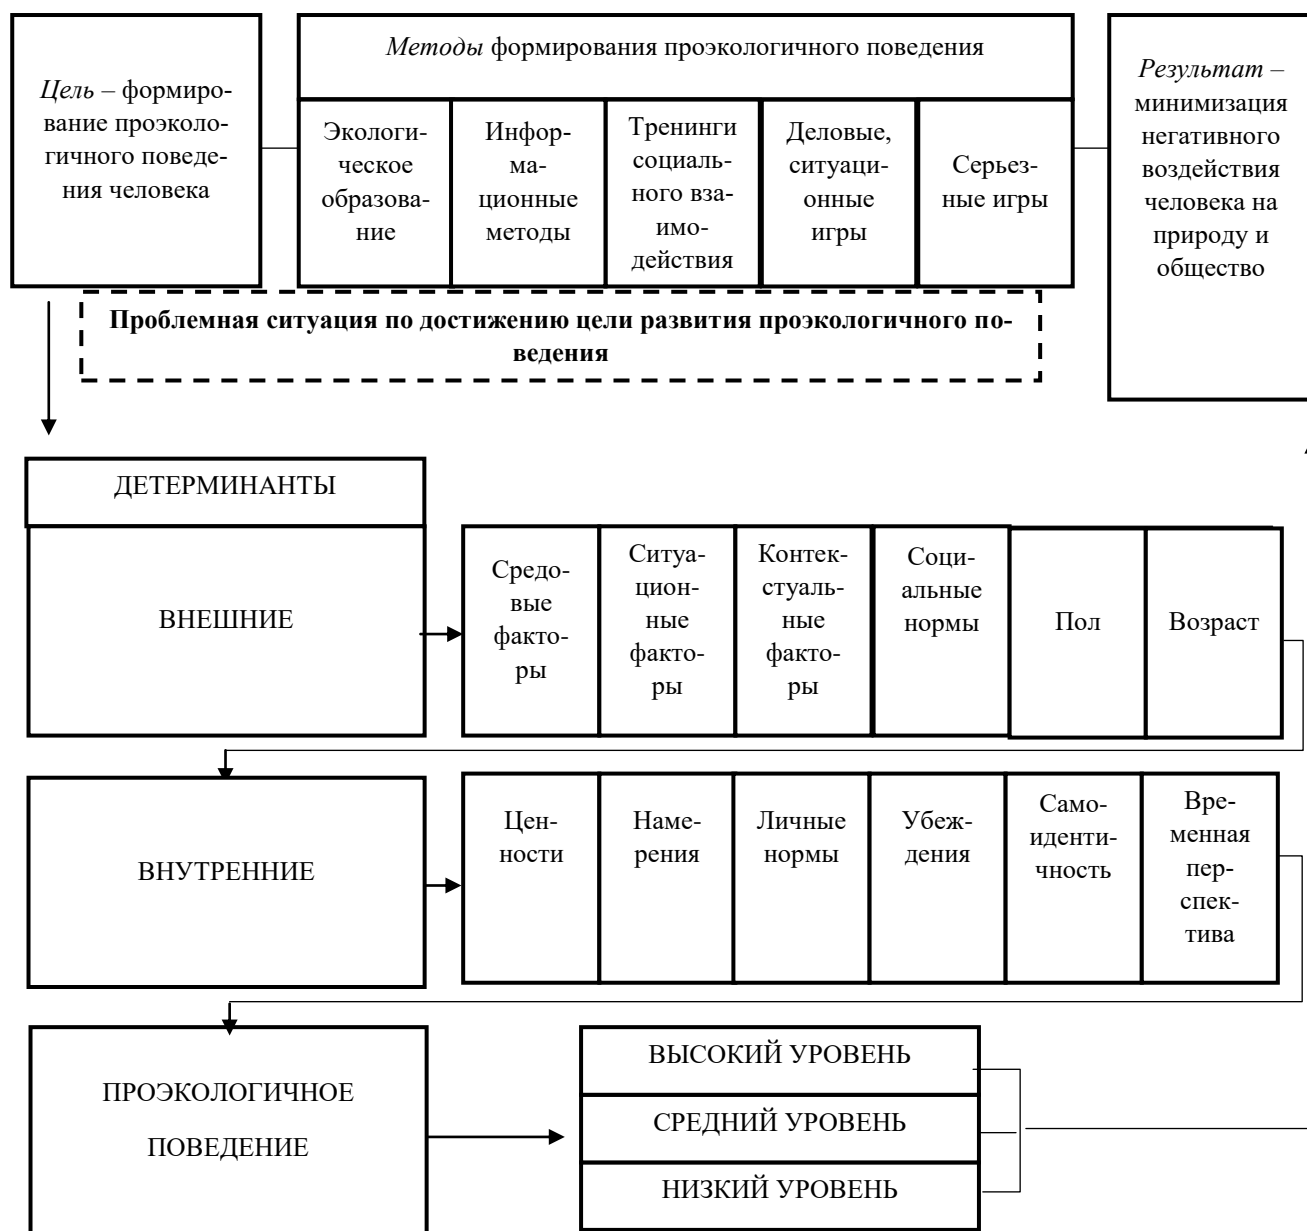 Цель – формиро-
вание проэколо-
гичного поведе-
ния человека
Методы формирования проэкологичного поведения
Экологи-
ческое
образова-
ние
Инфор-
ма-
ционные
методы
Тренинги
социаль-
ного вза-
имо-
действия
Деловые,
ситуаци-
онные
игры
Серьез-
ные игры
Результат –
минимизация
негативного
воздействия
человека на
природу и
общество
Проблемная ситуация по достижению цели развития проэкологичного по-
ведения
ДЕТЕРМИНАНТЫ
ВНЕШНИЕ
Средо-
вые
факто-
ры
Ситуа-
цион-
ные
факто-
ры
Контек-
стуаль-
ные
факто-
ры
Соци-
альные
нормы
Пол
Возраст
ВНУТРЕННИЕ
Цен-
ности
Наме-
рения
Личные
нормы
Убеж-
дения
Само-
иденти-
чность
Вре-
менная
пер-
спек-
тива
ПРОЭКОЛОГИЧНОЕ
ПОВЕДЕНИЕ
ВЫСОКИЙ УРОВЕНЬ
СРЕДНИЙ УРОВЕНЬ
НИЗКИЙ УРОВЕНЬ